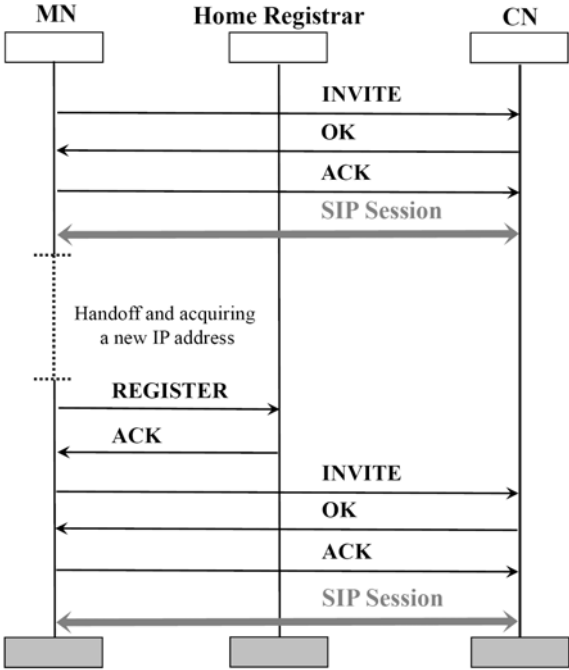 MN
Home Registrar
CN
INVITE
OK
ACK
SIP Session
Handoff and acquiring
a new IP address
REGISTER
ACK
INVITE
OK
ACK
SIP Session